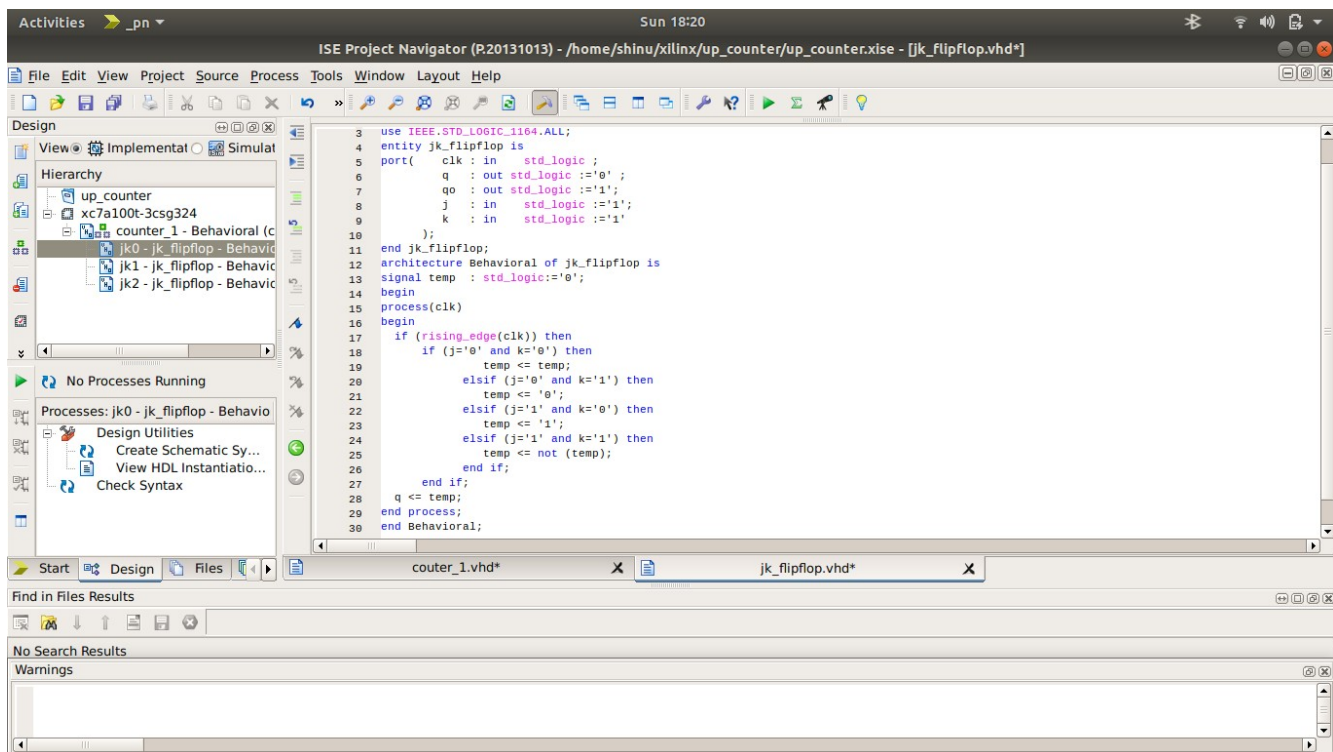 Activities _pn Sun 18:20
ISE Project Navigator (P.20131013) - /home/shinu/xilinx/up_counter/up_counter.xise - [jk_flipflop.vhd*]
File Edit View Project Source Process Tools Window Layout Help
Design
View Implementat Simulat
Hierarchy
up_counter
xc7a100t-3csg324
counter_1 - Behavioral (c
jk0 - jk_flipflop - Behavic
jk1 - jk_flipflop - Behavic
jk2 - jk_flipflop - Behavic
No Processes Running
Processes: jk0 - jk_flipflop - Behavio
Design Utilities
Create Schematic Sy...
View HDL Instantiatio...
Check Syntax
Start Design Files
3 use IEEE.STD_LOGIC_1164.ALL;
4 entity jk_flipflop is
5 port( clk : in std_logic ;
6 q : out std_logic :='0' ;
7 qo : out std_logic :='1';
8 j : in std_logic :='1';
9 k : in std_logic :='1'
10 );
11 end jk_flipflop;
12 architecture Behavioral of jk_flipflop is
13 signal temp : std_logic:='0';
14 begin
15 process(clk)
16 begin
17 if (rising_edge(clk)) then
18 if (j='0' and k='0') then
19 temp <= temp;
20 elsif (j='0' and k='1') then
21 temp <= '0';
22 elsif (j='1' and k='0') then
23 temp <= '1';
24 elsif (j='1' and k='1') then
25 temp <= not (temp);
26 end if;
27 end if;
28 q <= temp;
29 end process;
30 end Behavioral;
couter_1.vhd* jk_flipflop.vhd*
Find in Files Results
No Search Results
Warnings